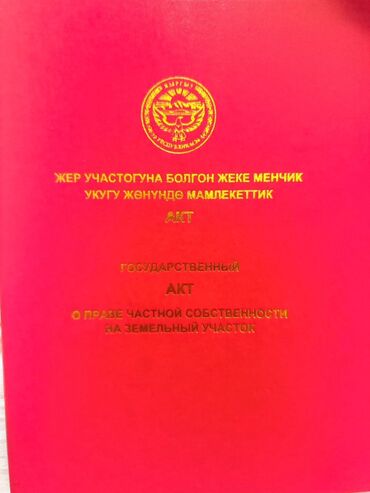 ЖЕР УЧАСТОГУНА БОЛГОН ЖЕКЕ МЕНЧИК
УКУГУ ЖӨНҮНДӨ МАМЛЕКЕТТИК
АКТ
ГОСУДАРСТВЕННЫЙ
АКТ
О ПРАВЕ ЧАСТНОЙ СОБСТВЕННОСТИ
НА ЗЕМЕЛЬНЫЙ УЧАСТОК